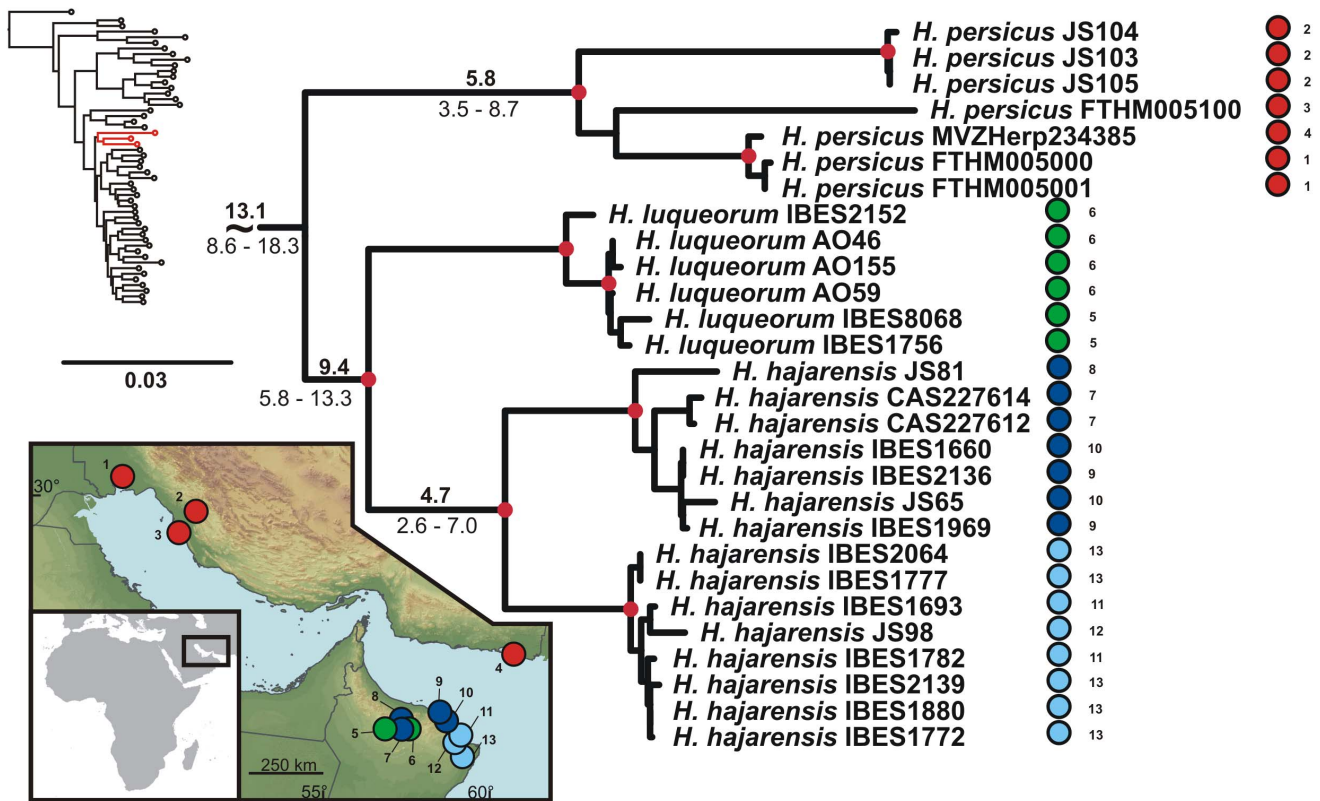 H. persicus JS104 2
H. persicus JS103 2
H. persicus JS105 2
H. persicus FTHM005100 3
H. persicus MVZHerp234385 4
H. persicus FTHM005000 1
H. persicus FTHM005001 1
H. luqueorum IBES2152 6
H. luqueorum AO46 6
H. luqueorum AO155 6
H. luqueorum AO59 6
H. luqueorum IBES8068 5
H. luqueorum IBES1756 5
H. hajarensis JS81 8
H. hajarensis CAS227614 7
H. hajarensis CAS227612 7
H. hajarensis IBES1660 10
H. hajarensis IBES2136 9
H. hajarensis JS65 10
H. hajarensis IBES1969 9
H. hajarensis IBES2064 13
H. hajarensis IBES1777 13
H. hajarensis IBES1693 11
H. hajarensis JS98 12
H. hajarensis IBES1782 11
H. hajarensis IBES2139 13
H. hajarensis IBES1880 13
H. hajarensis IBES1772 13
5.8
3.5 - 8.7
13.1
≈
8.6 - 18.3
9.4
5.8 - 13.3
4.7
2.6 - 7.0
0.03
1
30°
2
3
4
9
8
10
11
5
7
6
12
13
250 km
55°
60°